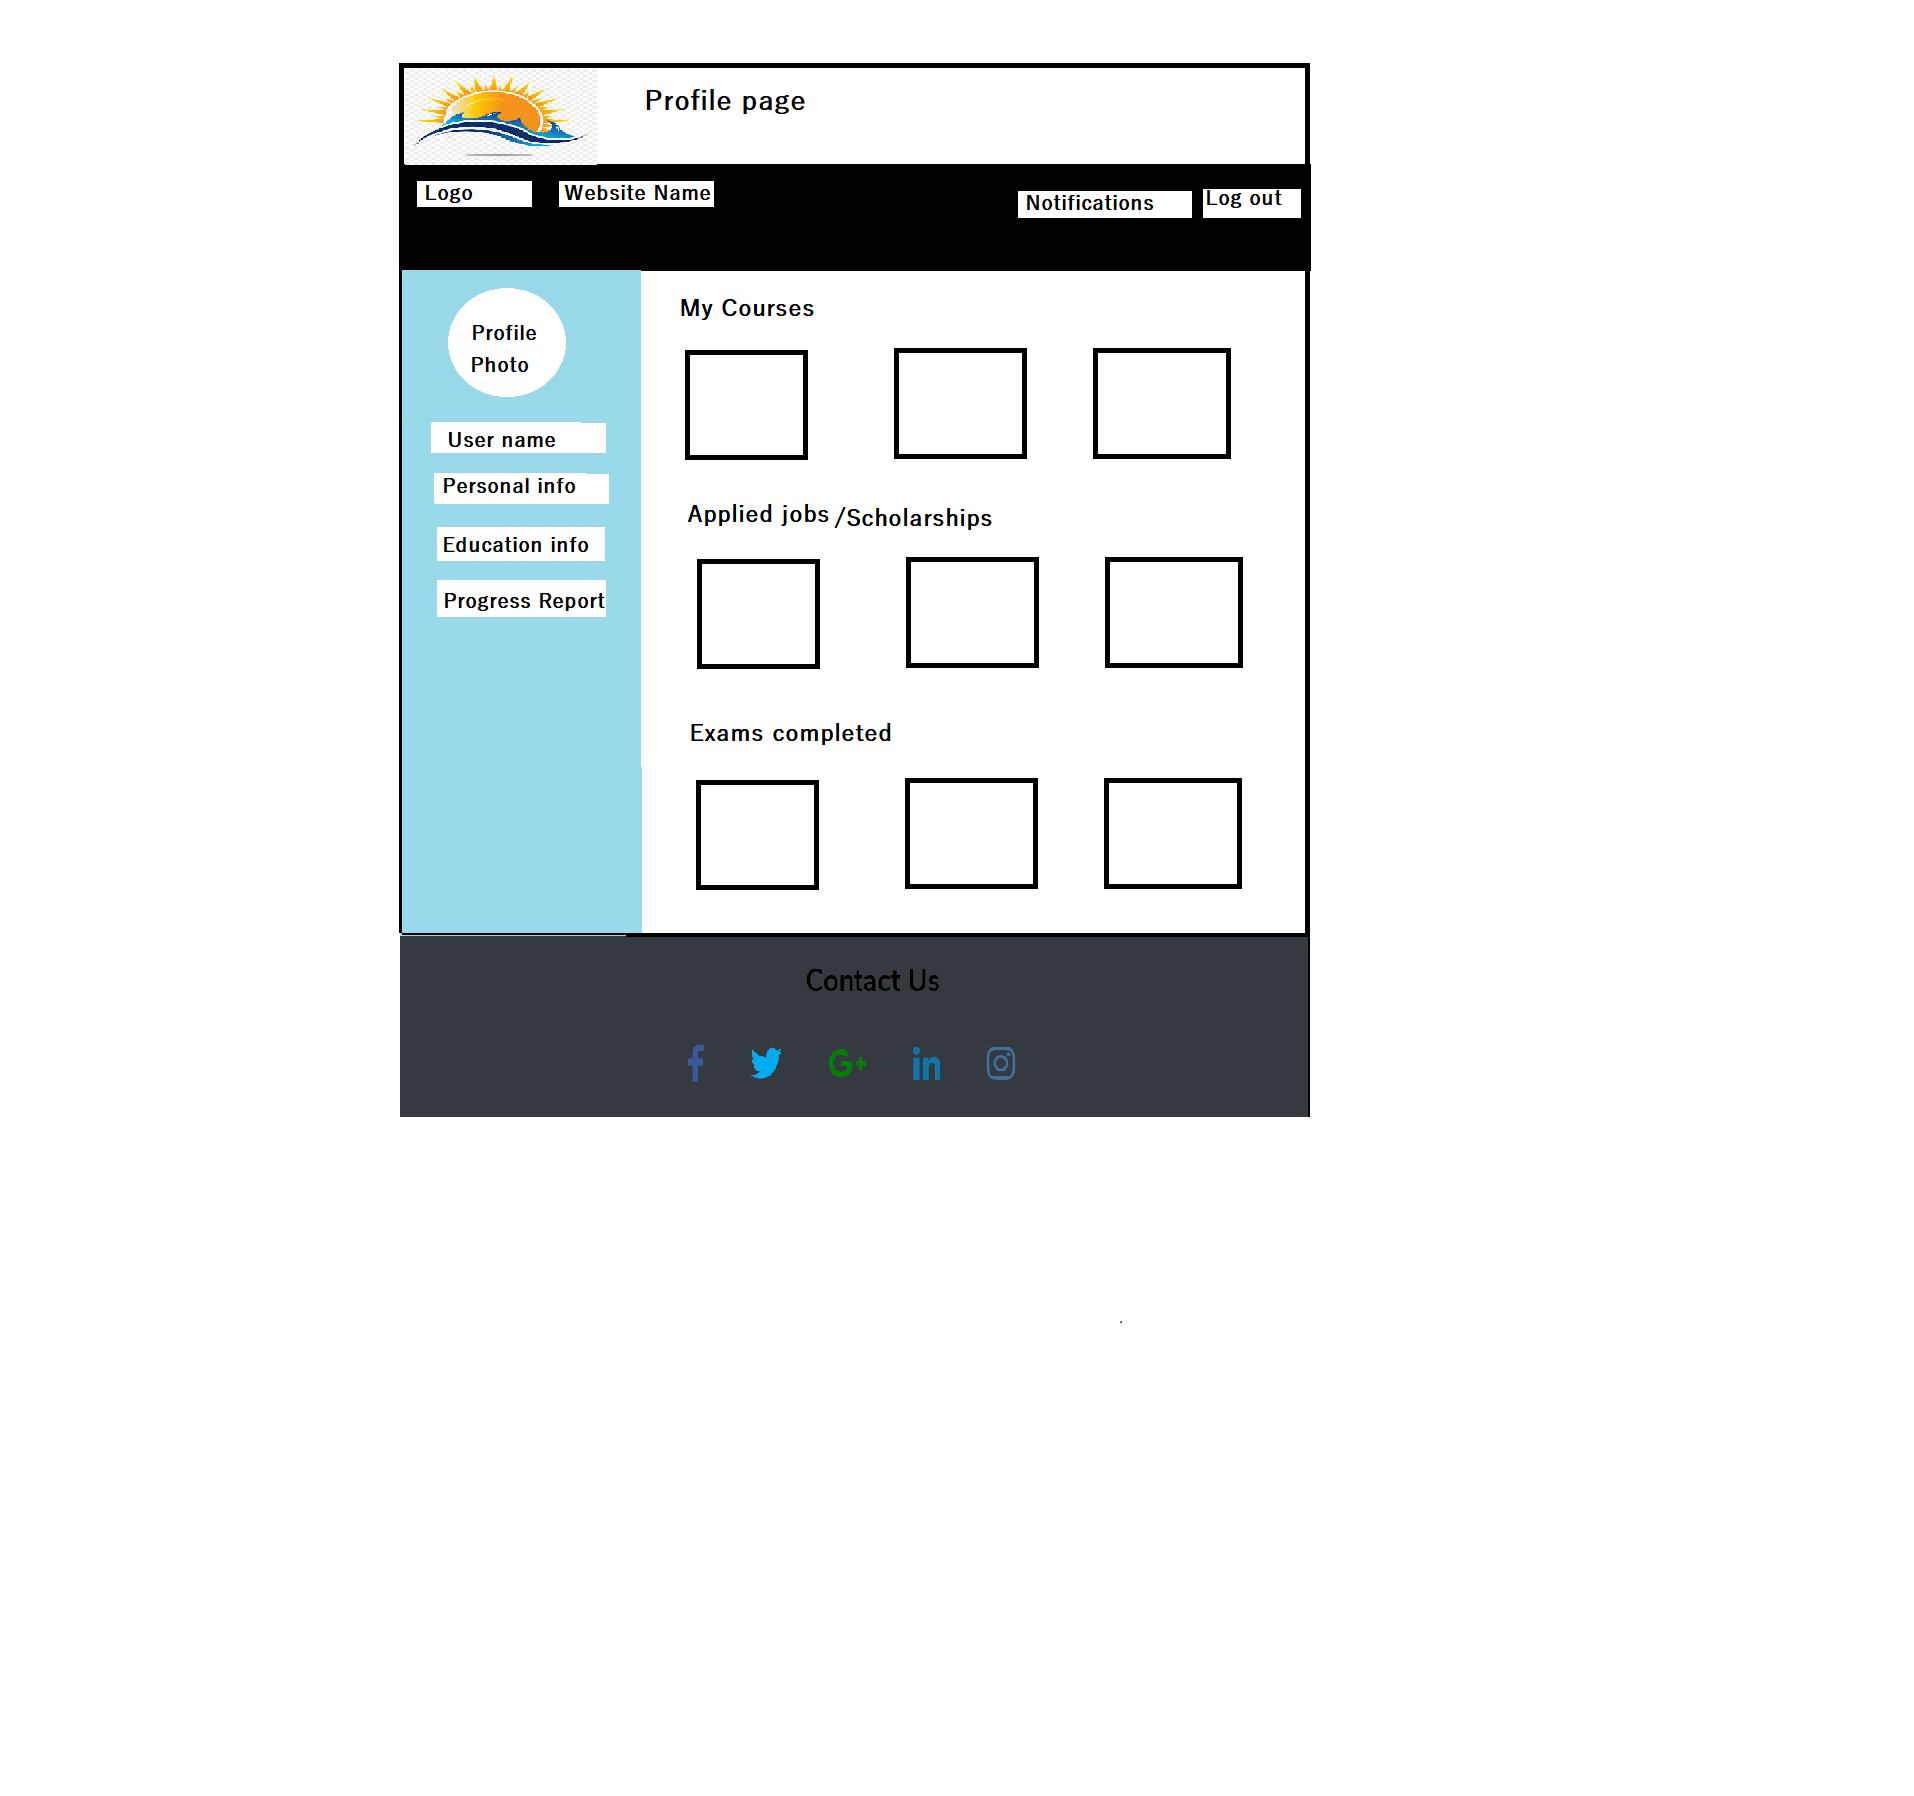 Profile page
Logo
Website Name
Notifications
Log out
Profile
Photo
User name
Personal info
Education info
Progress Report
My Courses
Applied jobs /Scholarships
Exams completed
Contact Us